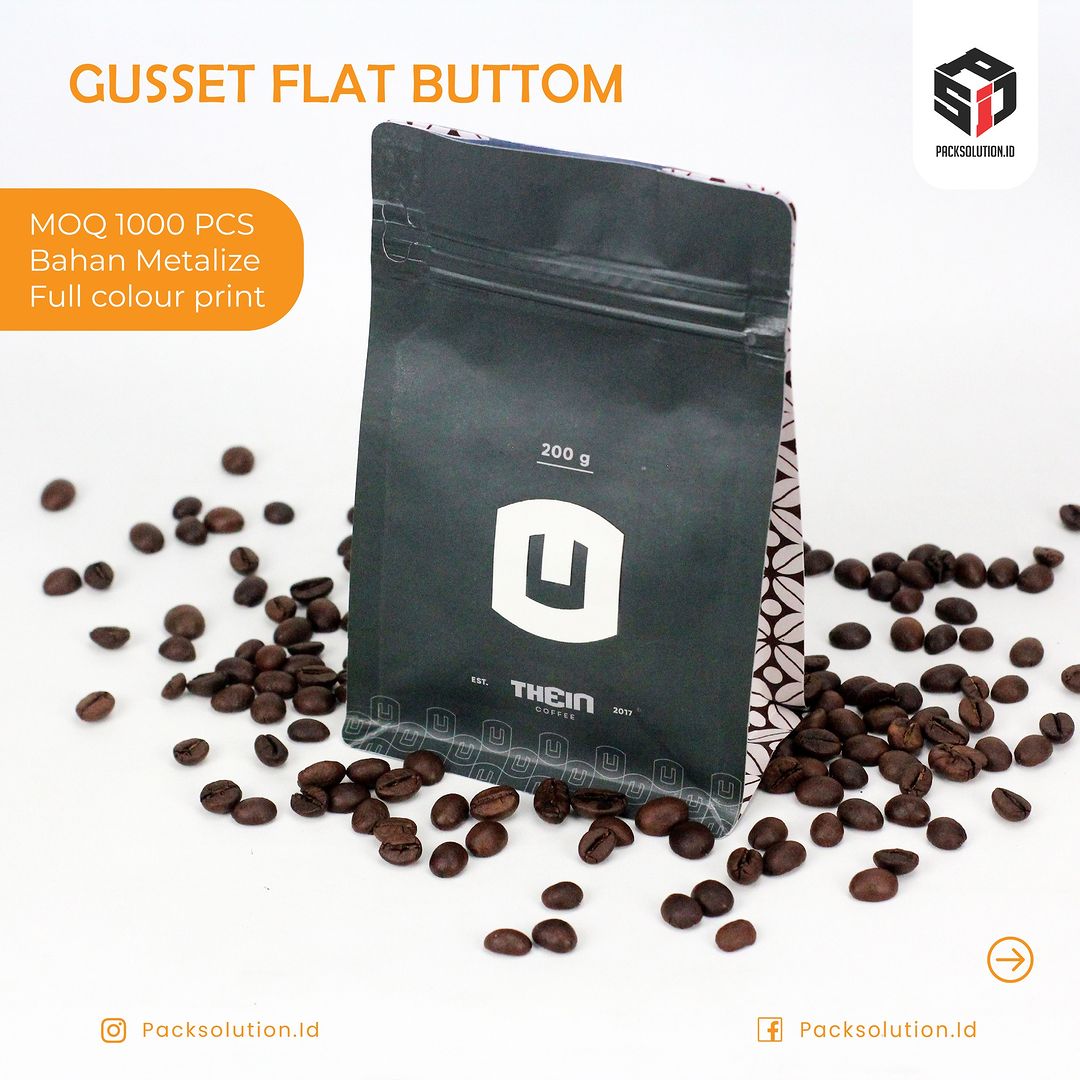 GUSSET FLAT BUTTOM
PSID
PACKSOLUTION.ID
MOQ 1000 PCS
Bahan Metalize
Full colour print
200 g
U
EST.
THEIN
COFFEE
2017
Packsolution.Id
Packsolution.Id